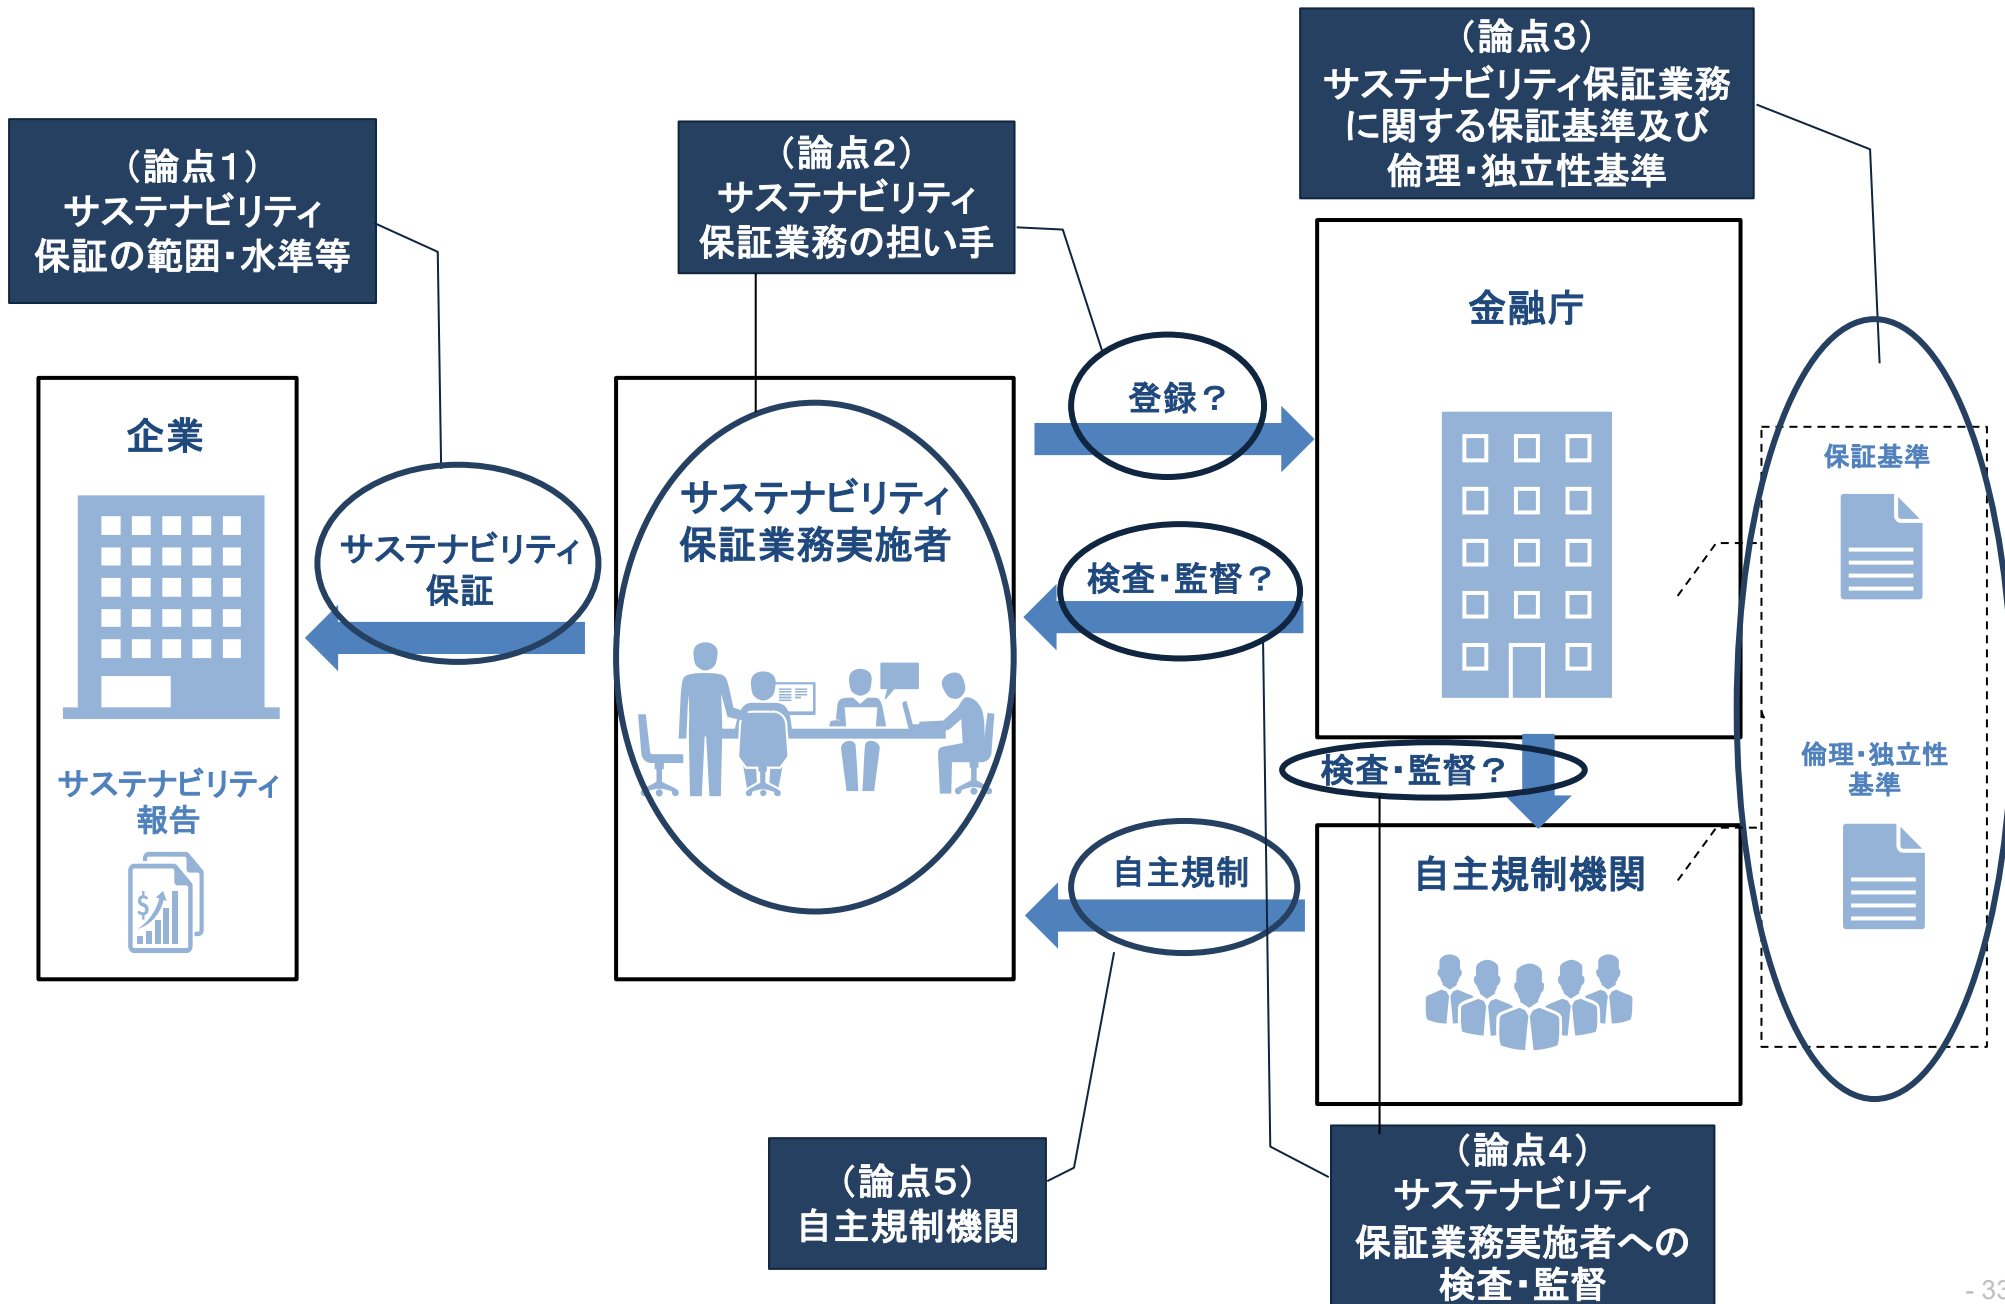 （論点１）
サステナビリティ
保証の範囲・水準等
（論点２）
サステナビリティ
保証業務の担い手
（論点３）
サステナビリティ保証業務
に関する保証基準及び
倫理・独立性基準
企業
サステナビリティ
報告
$
サステナビリティ
保証
サステナビリティ
保証業務実施者
登録？
検査・監督？
自主規制
金融庁
検査・監督？
自主規制機関
保証基準
倫理・独立性
基準
（論点５）
自主規制機関
（論点４）
サステナビリティ
保証業務実施者への
検査・監督
- 33